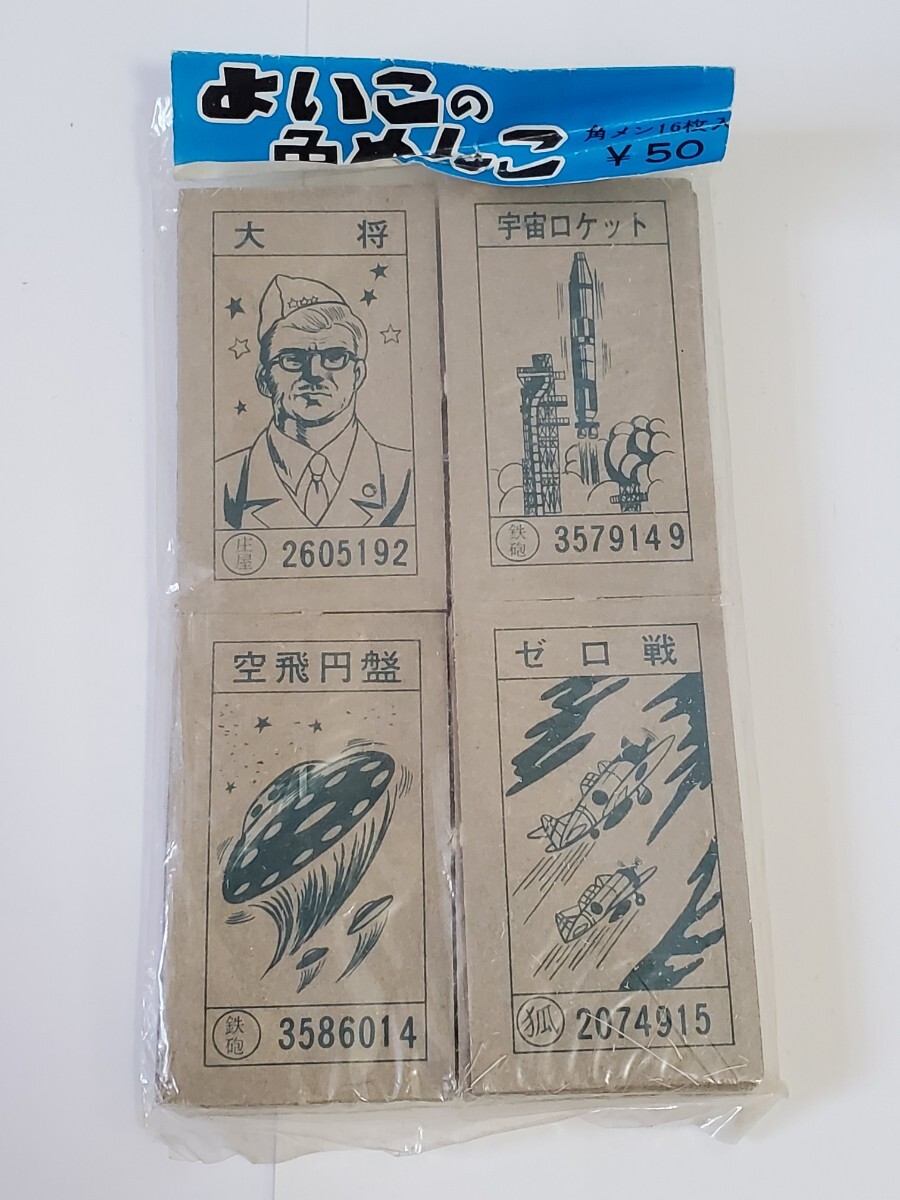 よいこの
角めんこ
角メン16枚入
¥50
大将
庄屋 2605192
宇宙ロケット
鉄砲 3579149
空飛円盤
鉄砲 3586014
ゼロ戦
狐 2074915